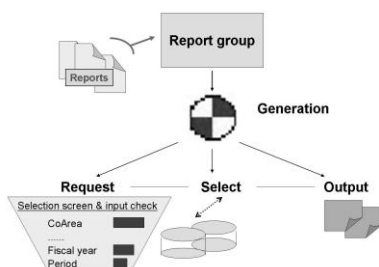 Report group
Reports
Generation
Request Select Output
Selection screen & input check
CoArea
......
Fiscal year
Period